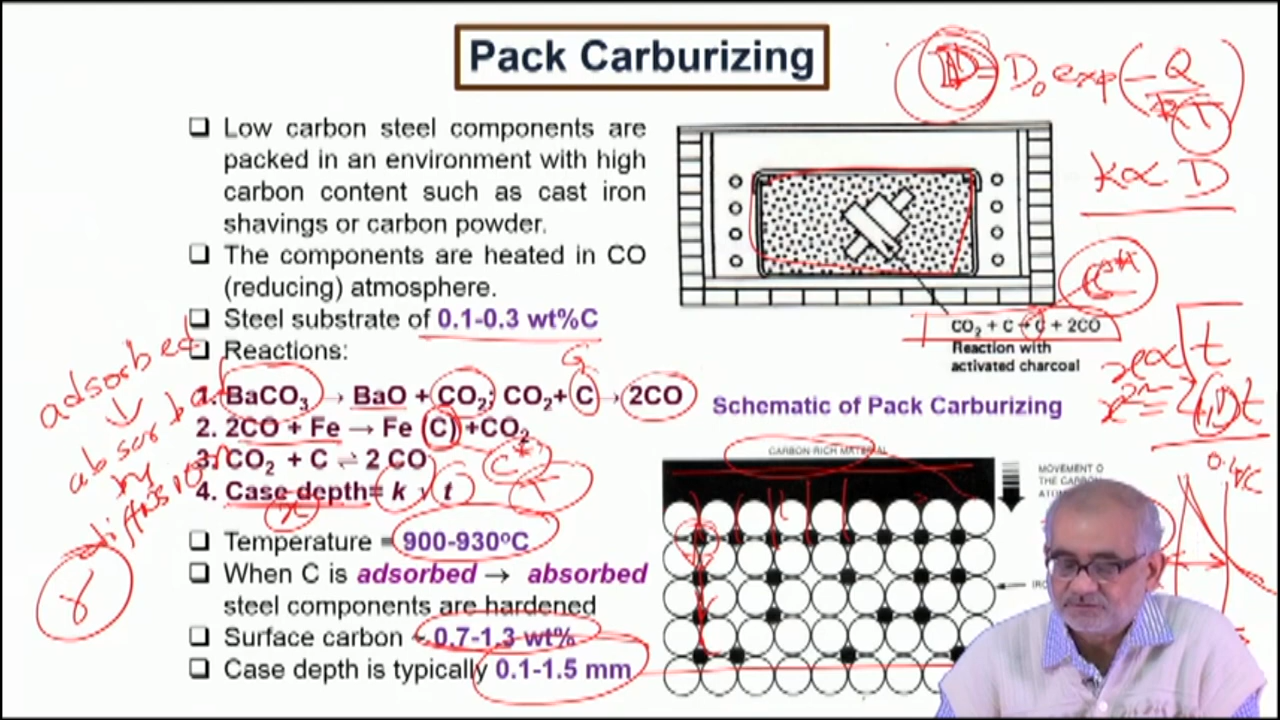 Pack Carburizing
❑ Low carbon steel components are
packed in an environment with high
carbon content such as cast iron
shavings or carbon powder.
❑ The components are heated in CO
(reducing) atmosphere.
❑ Steel substrate of 0.1-0.3 wt%C
❑ Reactions:
1. BaCO₃ → BaO + CO₂; CO₂+ C → 2CO
2. 2CO + Fe → Fe (C) +CO₂
3. CO₂ + C ⇌ 2 CO
4. Case depth= k √ t
❑ Temperature = 900-930°C
❑ When C is adsorbed → absorbed
steel components are hardened
❑ Surface carbon ~ 0.7-1.3 wt%
❑ Case depth is typically 0.1-1.5 mm
adsorbed
↓
absorbed
by
diffusion
γ
x
T
D = D₀ exp(-Q
RT)
k ∝ D
CO₂ + C → C + 2CO
Reaction with
activated charcoal
x ∝ √t
t
Schematic of Pack Carburizing
CARBON-RICH MATERIAL
MOVEMENT O
THE CARBON
ATO
IRO